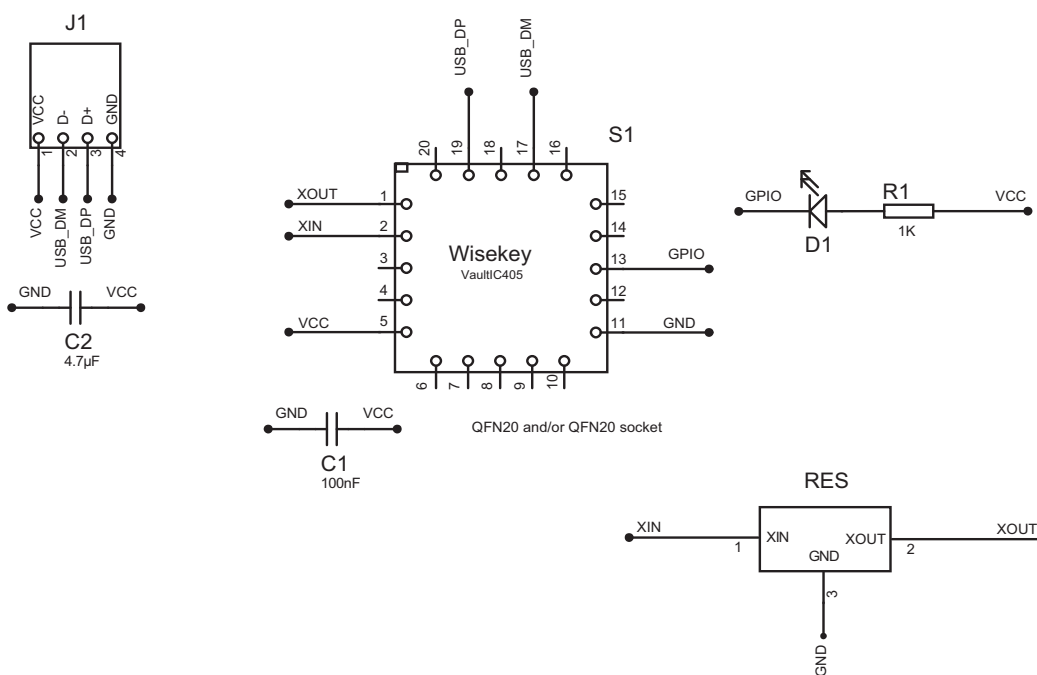 J1
VCC
D-
D+
GND
1
2
3
4
VCC
USB_DM
USB_DP
GND
GND
VCC
C2
4.7µF
USB_DP
USB_DM
S1
20
19
18
17
16
XOUT
1
XIN
2
3
4
VCC
5
Wisekey
VaultIC405
15
14
13
GPIO
12
11
GND
6
7
8
9
10
QFN20 and/or QFN20 socket
GND
VCC
C1
100nF
GPIO
D1
R1
1K
VCC
RES
XIN
1
XIN
XOUT
GND
2
XOUT
3
GND